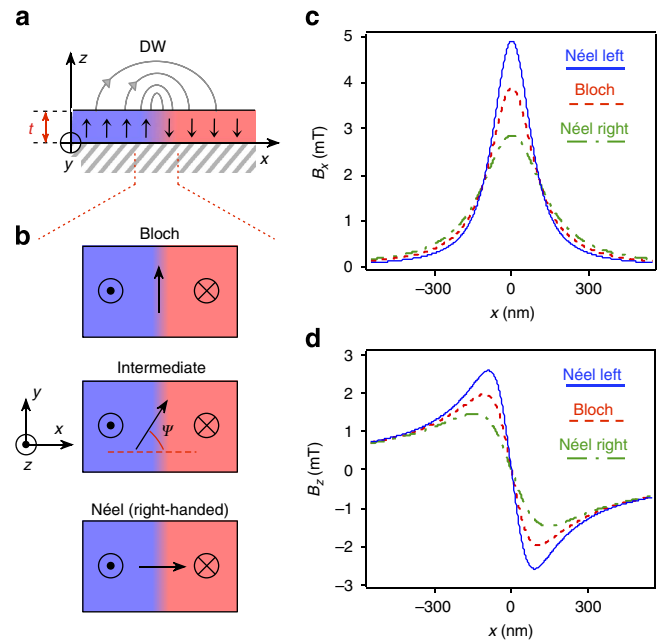 a
z
DW
t
y
x
b
Bloch
Intermediate
y
x
z
Ψ
Néel (right-handed)
c
5
4
3
2
1
0
Bx (mT)
Néel left
Bloch
Néel right
–300
0
300
x (nm)
d
3
2
1
0
–1
–2
–3
Bz (mT)
Néel left
Bloch
Néel right
–300
0
300
x (nm)